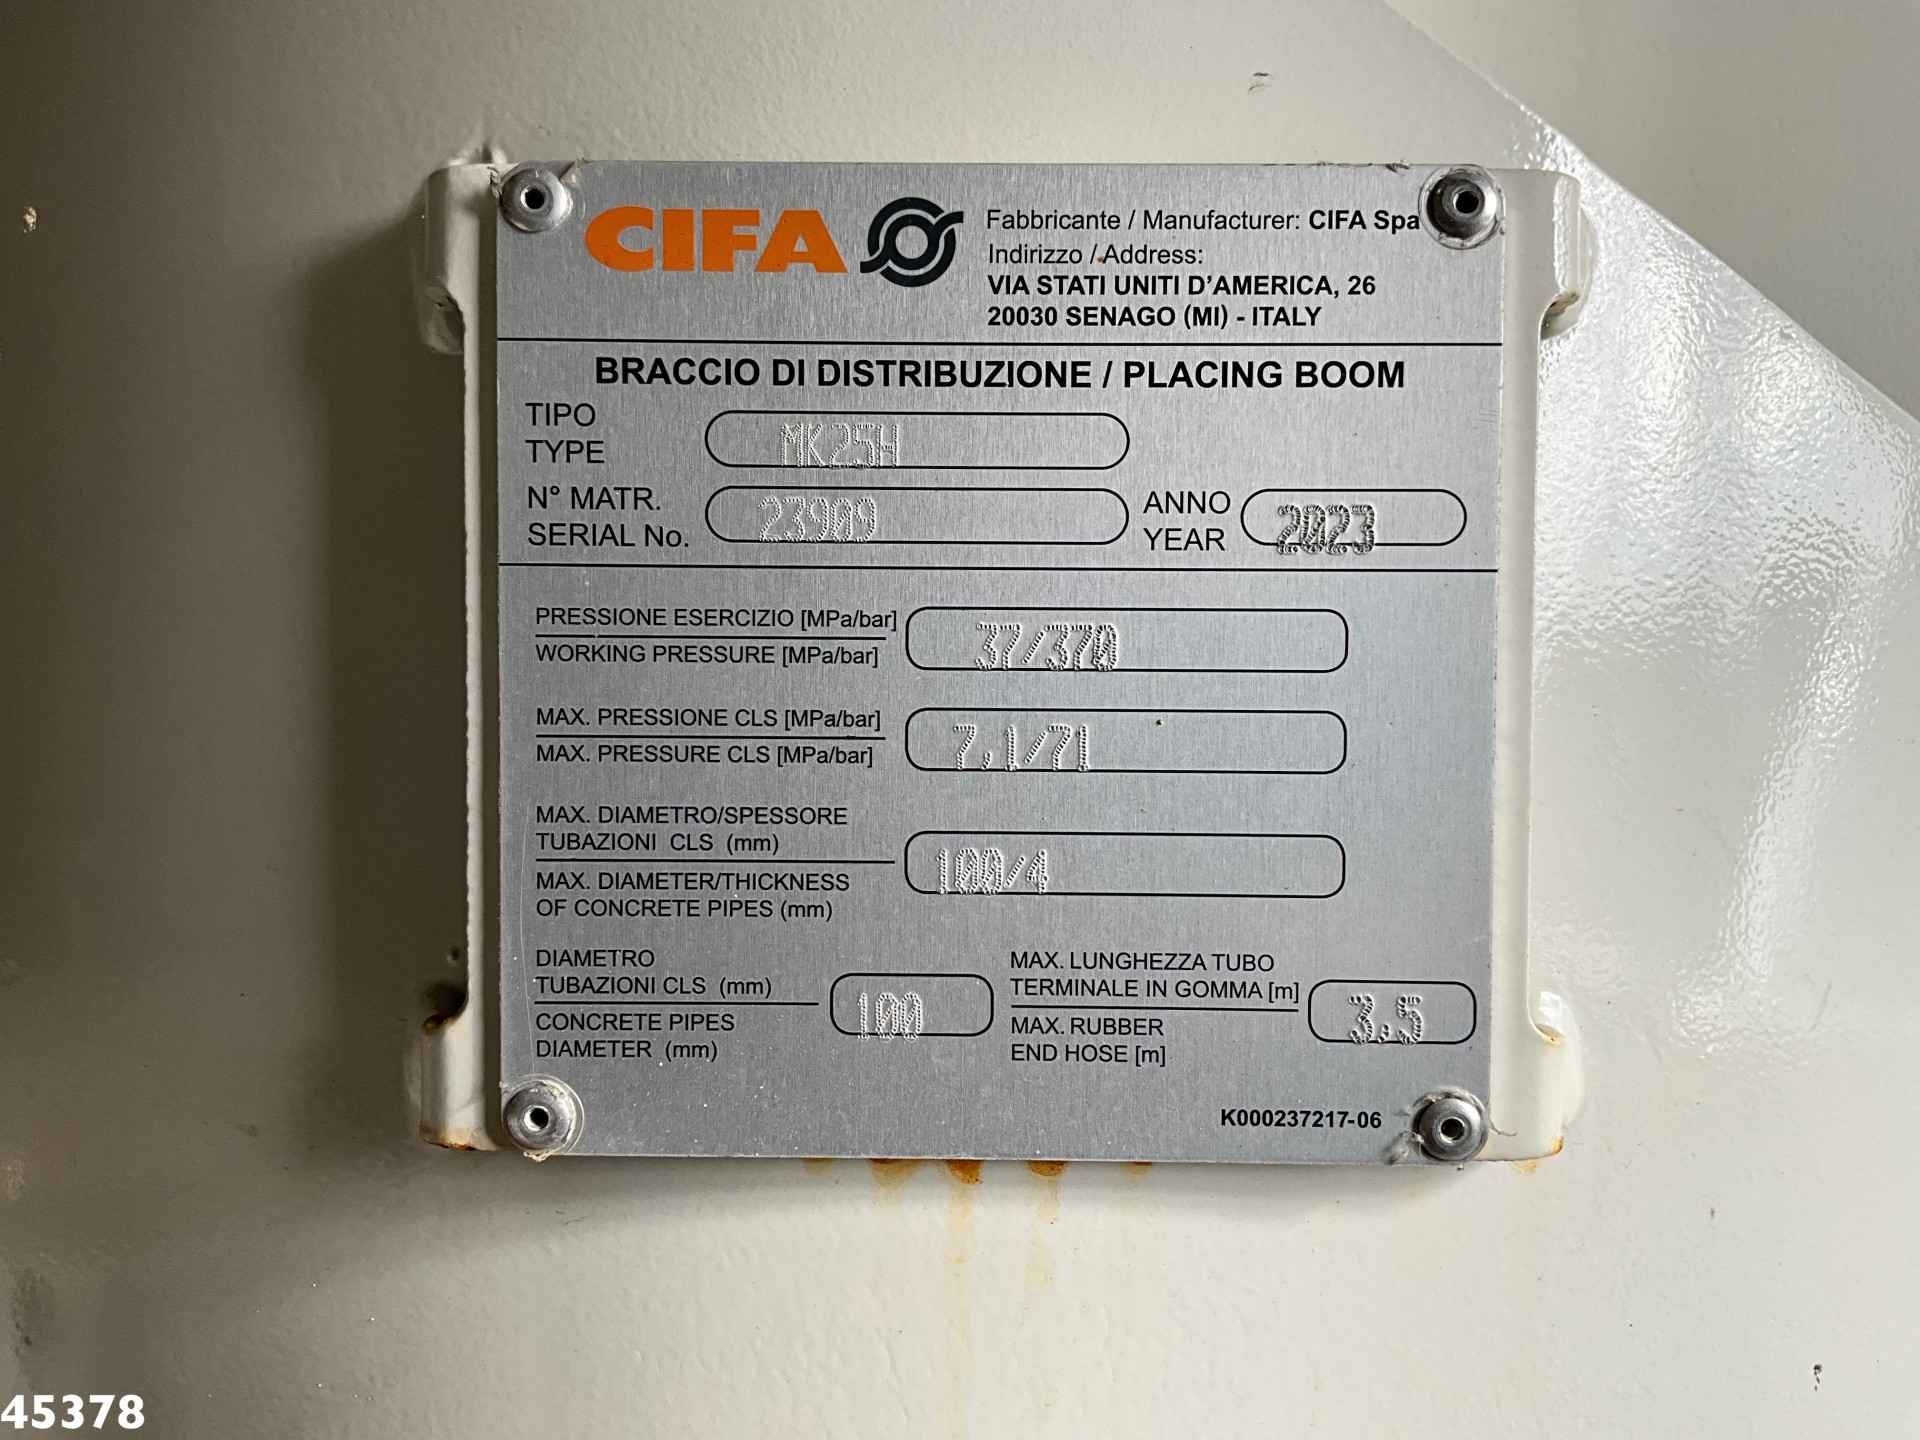 CIFA
Fabbricante / Manufacturer: CIFA Spa
Indirizzo / Address:
VIA STATI UNITI D'AMERICA, 26
20030 SENAGO (MI) - ITALY
BRACCIO DI DISTRIBUZIONE / PLACING BOOM
TIPO
TYPE
MK25H
N° MATR.
SERIAL No.
23909
ANNO
YEAR
2023
PRESSIONE ESERCIZIO [MPa/bar]
WORKING PRESSURE [MPa/bar]
37/370
MAX. PRESSIONE CLS [MPa/bar]
MAX. PRESSURE CLS [MPa/bar]
7,1/71
MAX. DIAMETRO/SPESSORE
TUBAZIONI CLS (mm)
MAX. DIAMETER/THICKNESS
OF CONCRETE PIPES (mm)
100/4
DIAMETRO
TUBAZIONI CLS (mm)
CONCRETE PIPES
DIAMETER (mm)
100
MAX. LUNGHEZZA TUBO
TERMINALE IN GOMMA [m]
MAX. RUBBER
END HOSE [m]
3.5
K000237217-06
45378